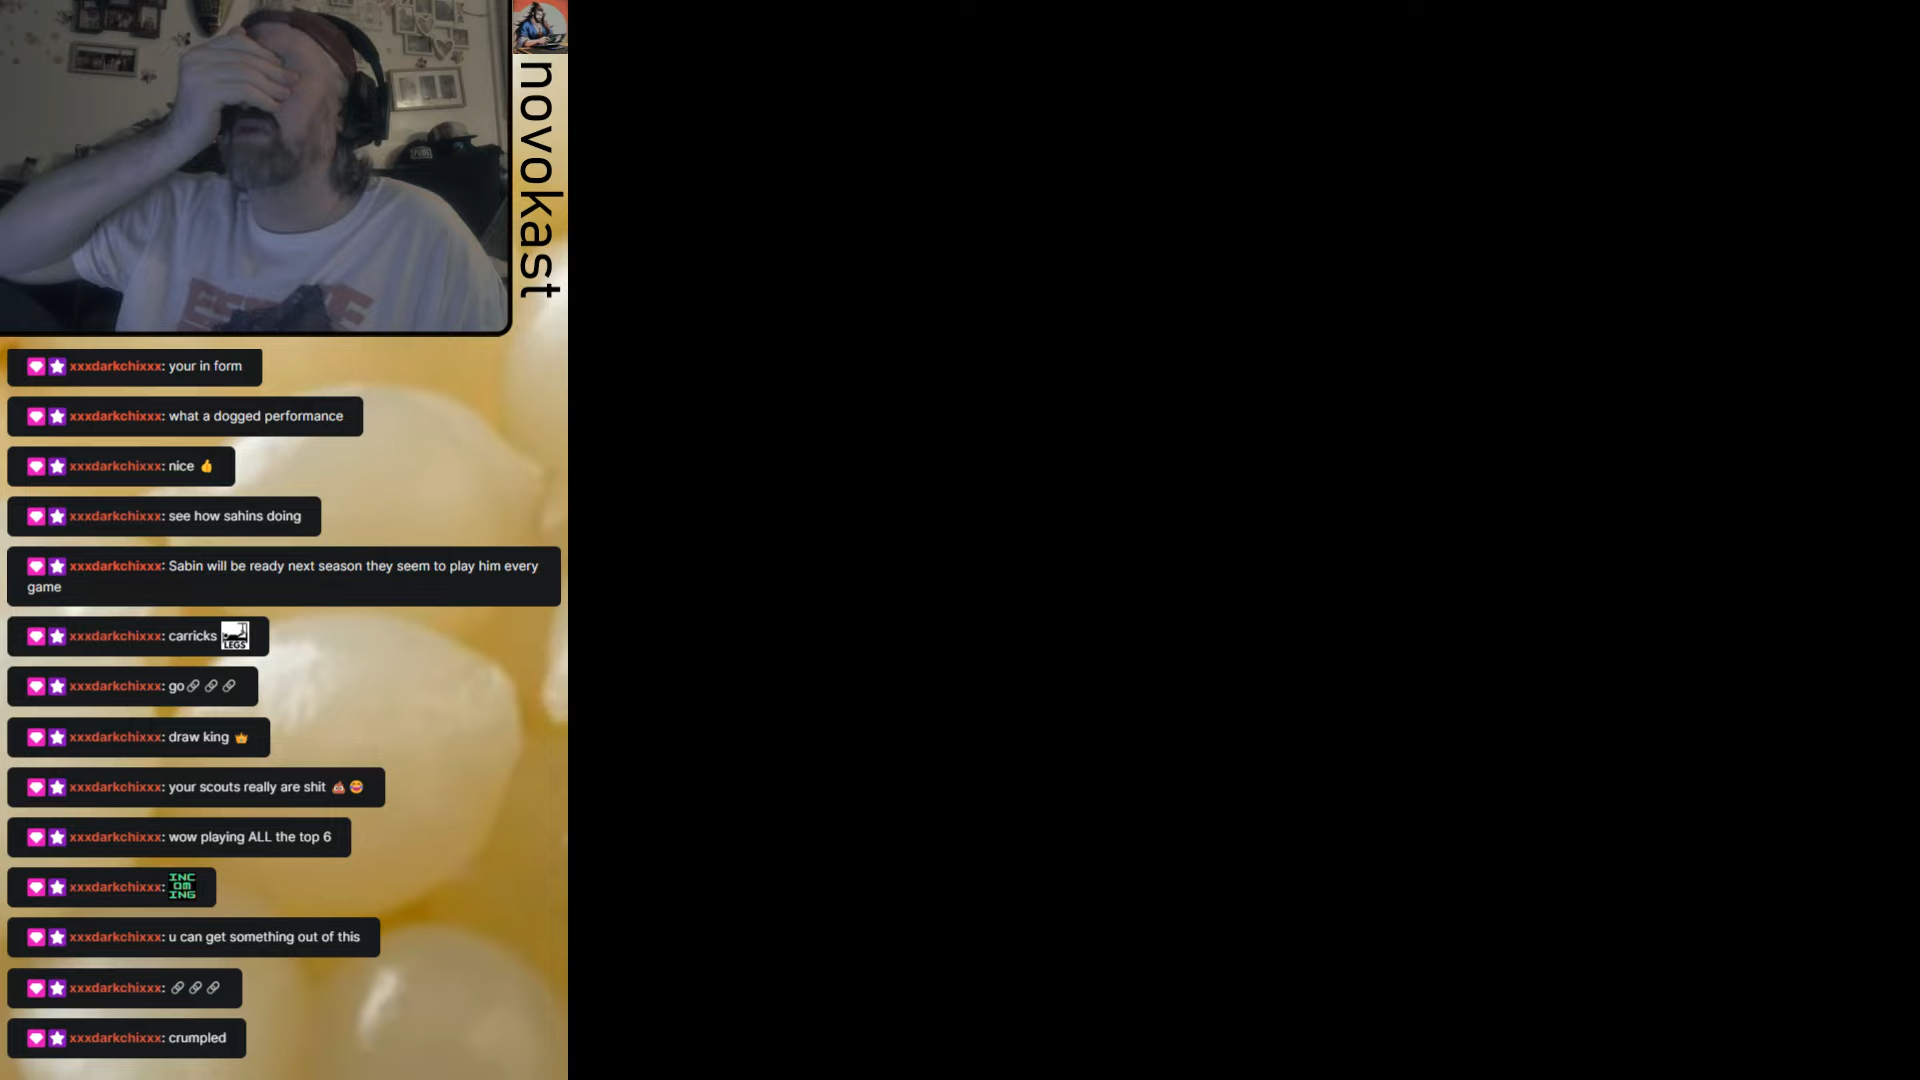 novokast
xxxdarkchixxx: your in form
xxxdarkchixxx: what a dogged performance
xxxdarkchixxx: nice 👍
xxxdarkchixxx: see how sahins doing
xxxdarkchixxx: Sabin will be ready next season they seem to play him every
game
xxxdarkchixxx: carricks LEGS
xxxdarkchixxx: go🔗 🔗 🔗
xxxdarkchixxx: draw king 👑
xxxdarkchixxx: your scouts really are shit 💩 😂
xxxdarkchixxx: wow playing ALL the top 6
xxxdarkchixxx: INC
OM
ING
xxxdarkchixxx: u can get something out of this
xxxdarkchixxx: 🔗 🔗 🔗
xxxdarkchixxx: crumpled